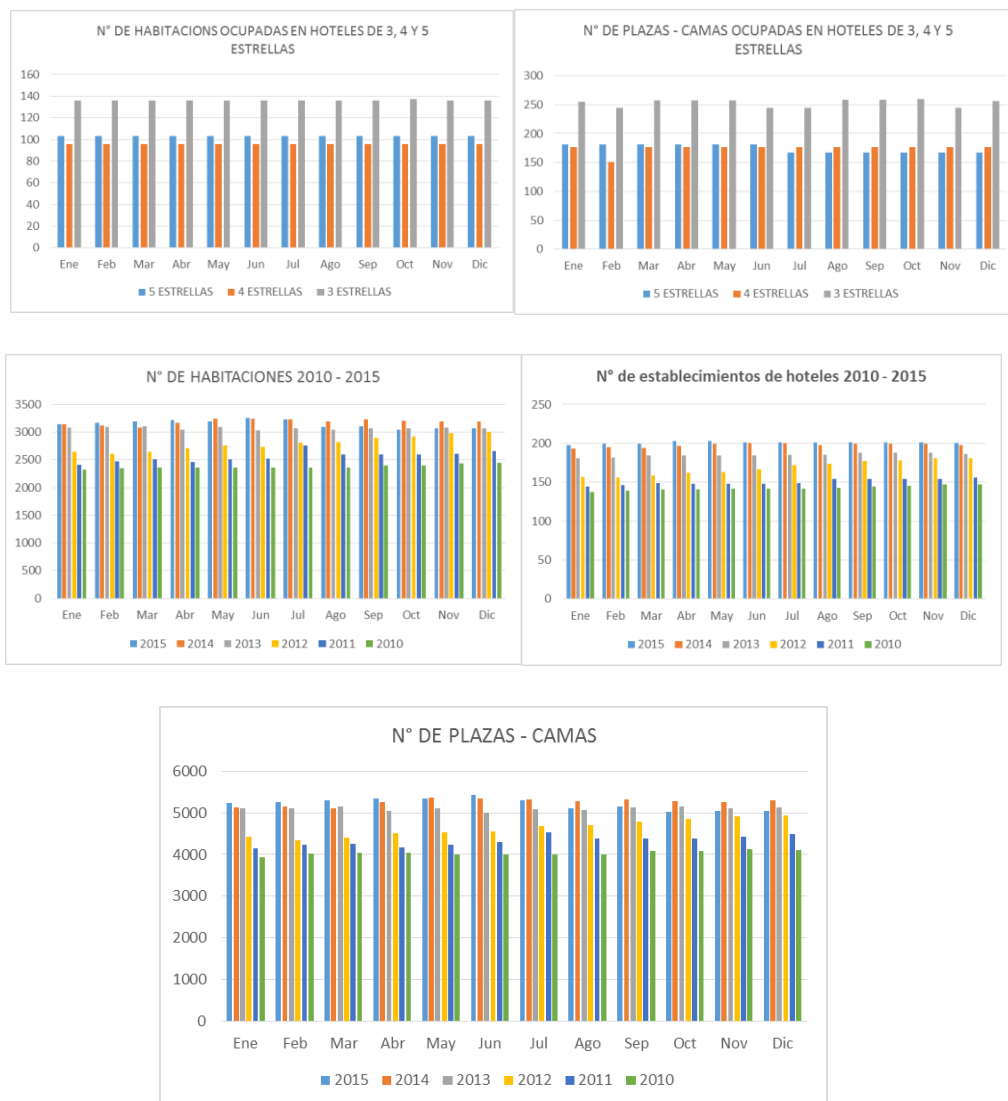 N° DE HABITACIONS OCUPADAS EN HOTELES DE 3, 4 Y 5
ESTRELLAS
160
140
120
100
80
60
40
20
0
Ene Feb Mar Abr May Jun Jul Ago Sep Oct Nov Dic
5 ESTRELLAS 4 ESTRELLAS 3 ESTRELLAS
N° DE PLAZAS - CAMAS OCUPADAS EN HOTELES DE 3, 4 Y 5
ESTRELLAS
300
250
200
150
100
50
0
Ene Feb Mar Abr May Jun Jul Ago Sep Oct Nov Dic
5 ESTRELLAS 4 ESTRELLAS 3 ESTRELLAS
N° DE HABITACIONES 2010 - 2015
3500
3000
2500
2000
1500
1000
500
0
Ene Feb Mar Abr May Jun Jul Ago Sep Oct Nov Dic
2015 2014 2013 2012 2011 2010
N° de establecimientos de hoteles 2010 - 2015
250
200
150
100
50
0
Ene Feb Mar Abr May Jun Jul Ago Sep Oct Nov Dic
2015 2014 2013 2012 2011 2010
N° DE PLAZAS - CAMAS
6000
5000
4000
3000
2000
1000
0
Ene Feb Mar Abr May Jun Jul Ago Sep Oct Nov Dic
2015 2014 2013 2012 2011 2010